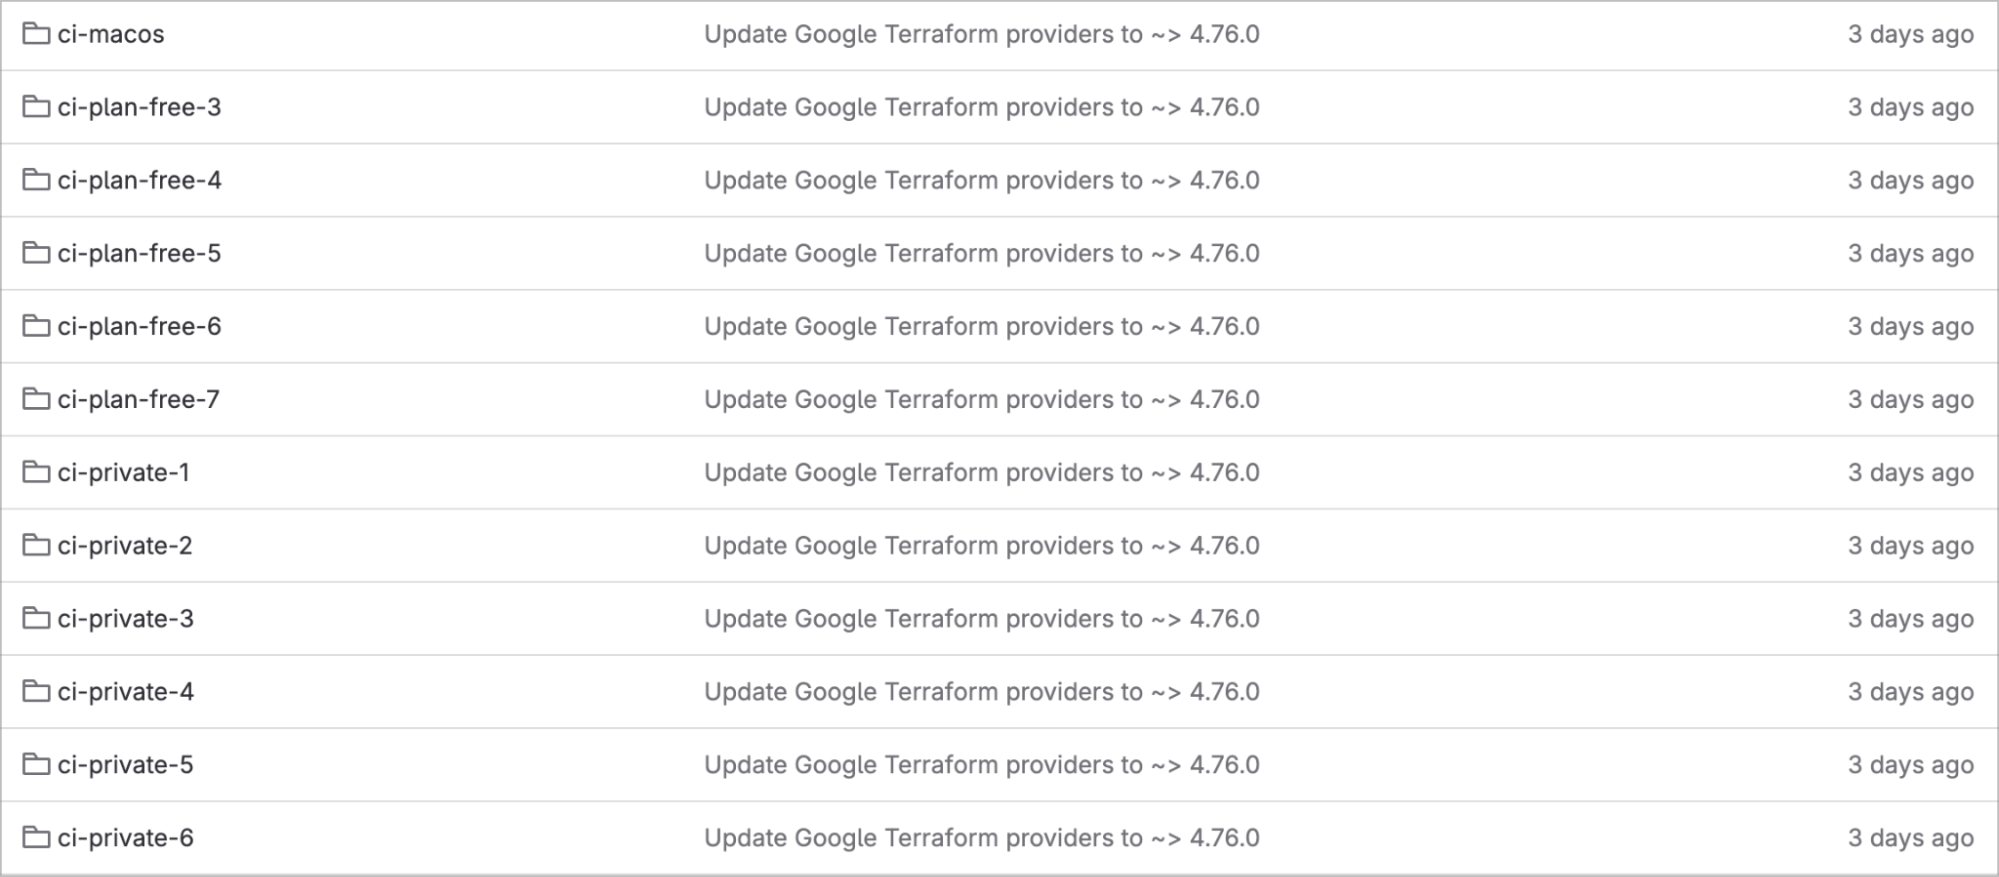 ci-macos Update Google Terraform providers to ~> 4.76.0 3 days ago
ci-plan-free-3 Update Google Terraform providers to ~> 4.76.0 3 days ago
ci-plan-free-4 Update Google Terraform providers to ~> 4.76.0 3 days ago
ci-plan-free-5 Update Google Terraform providers to ~> 4.76.0 3 days ago
ci-plan-free-6 Update Google Terraform providers to ~> 4.76.0 3 days ago
ci-plan-free-7 Update Google Terraform providers to ~> 4.76.0 3 days ago
ci-private-1 Update Google Terraform providers to ~> 4.76.0 3 days ago
ci-private-2 Update Google Terraform providers to ~> 4.76.0 3 days ago
ci-private-3 Update Google Terraform providers to ~> 4.76.0 3 days ago
ci-private-4 Update Google Terraform providers to ~> 4.76.0 3 days ago
ci-private-5 Update Google Terraform providers to ~> 4.76.0 3 days ago
ci-private-6 Update Google Terraform providers to ~> 4.76.0 3 days ago